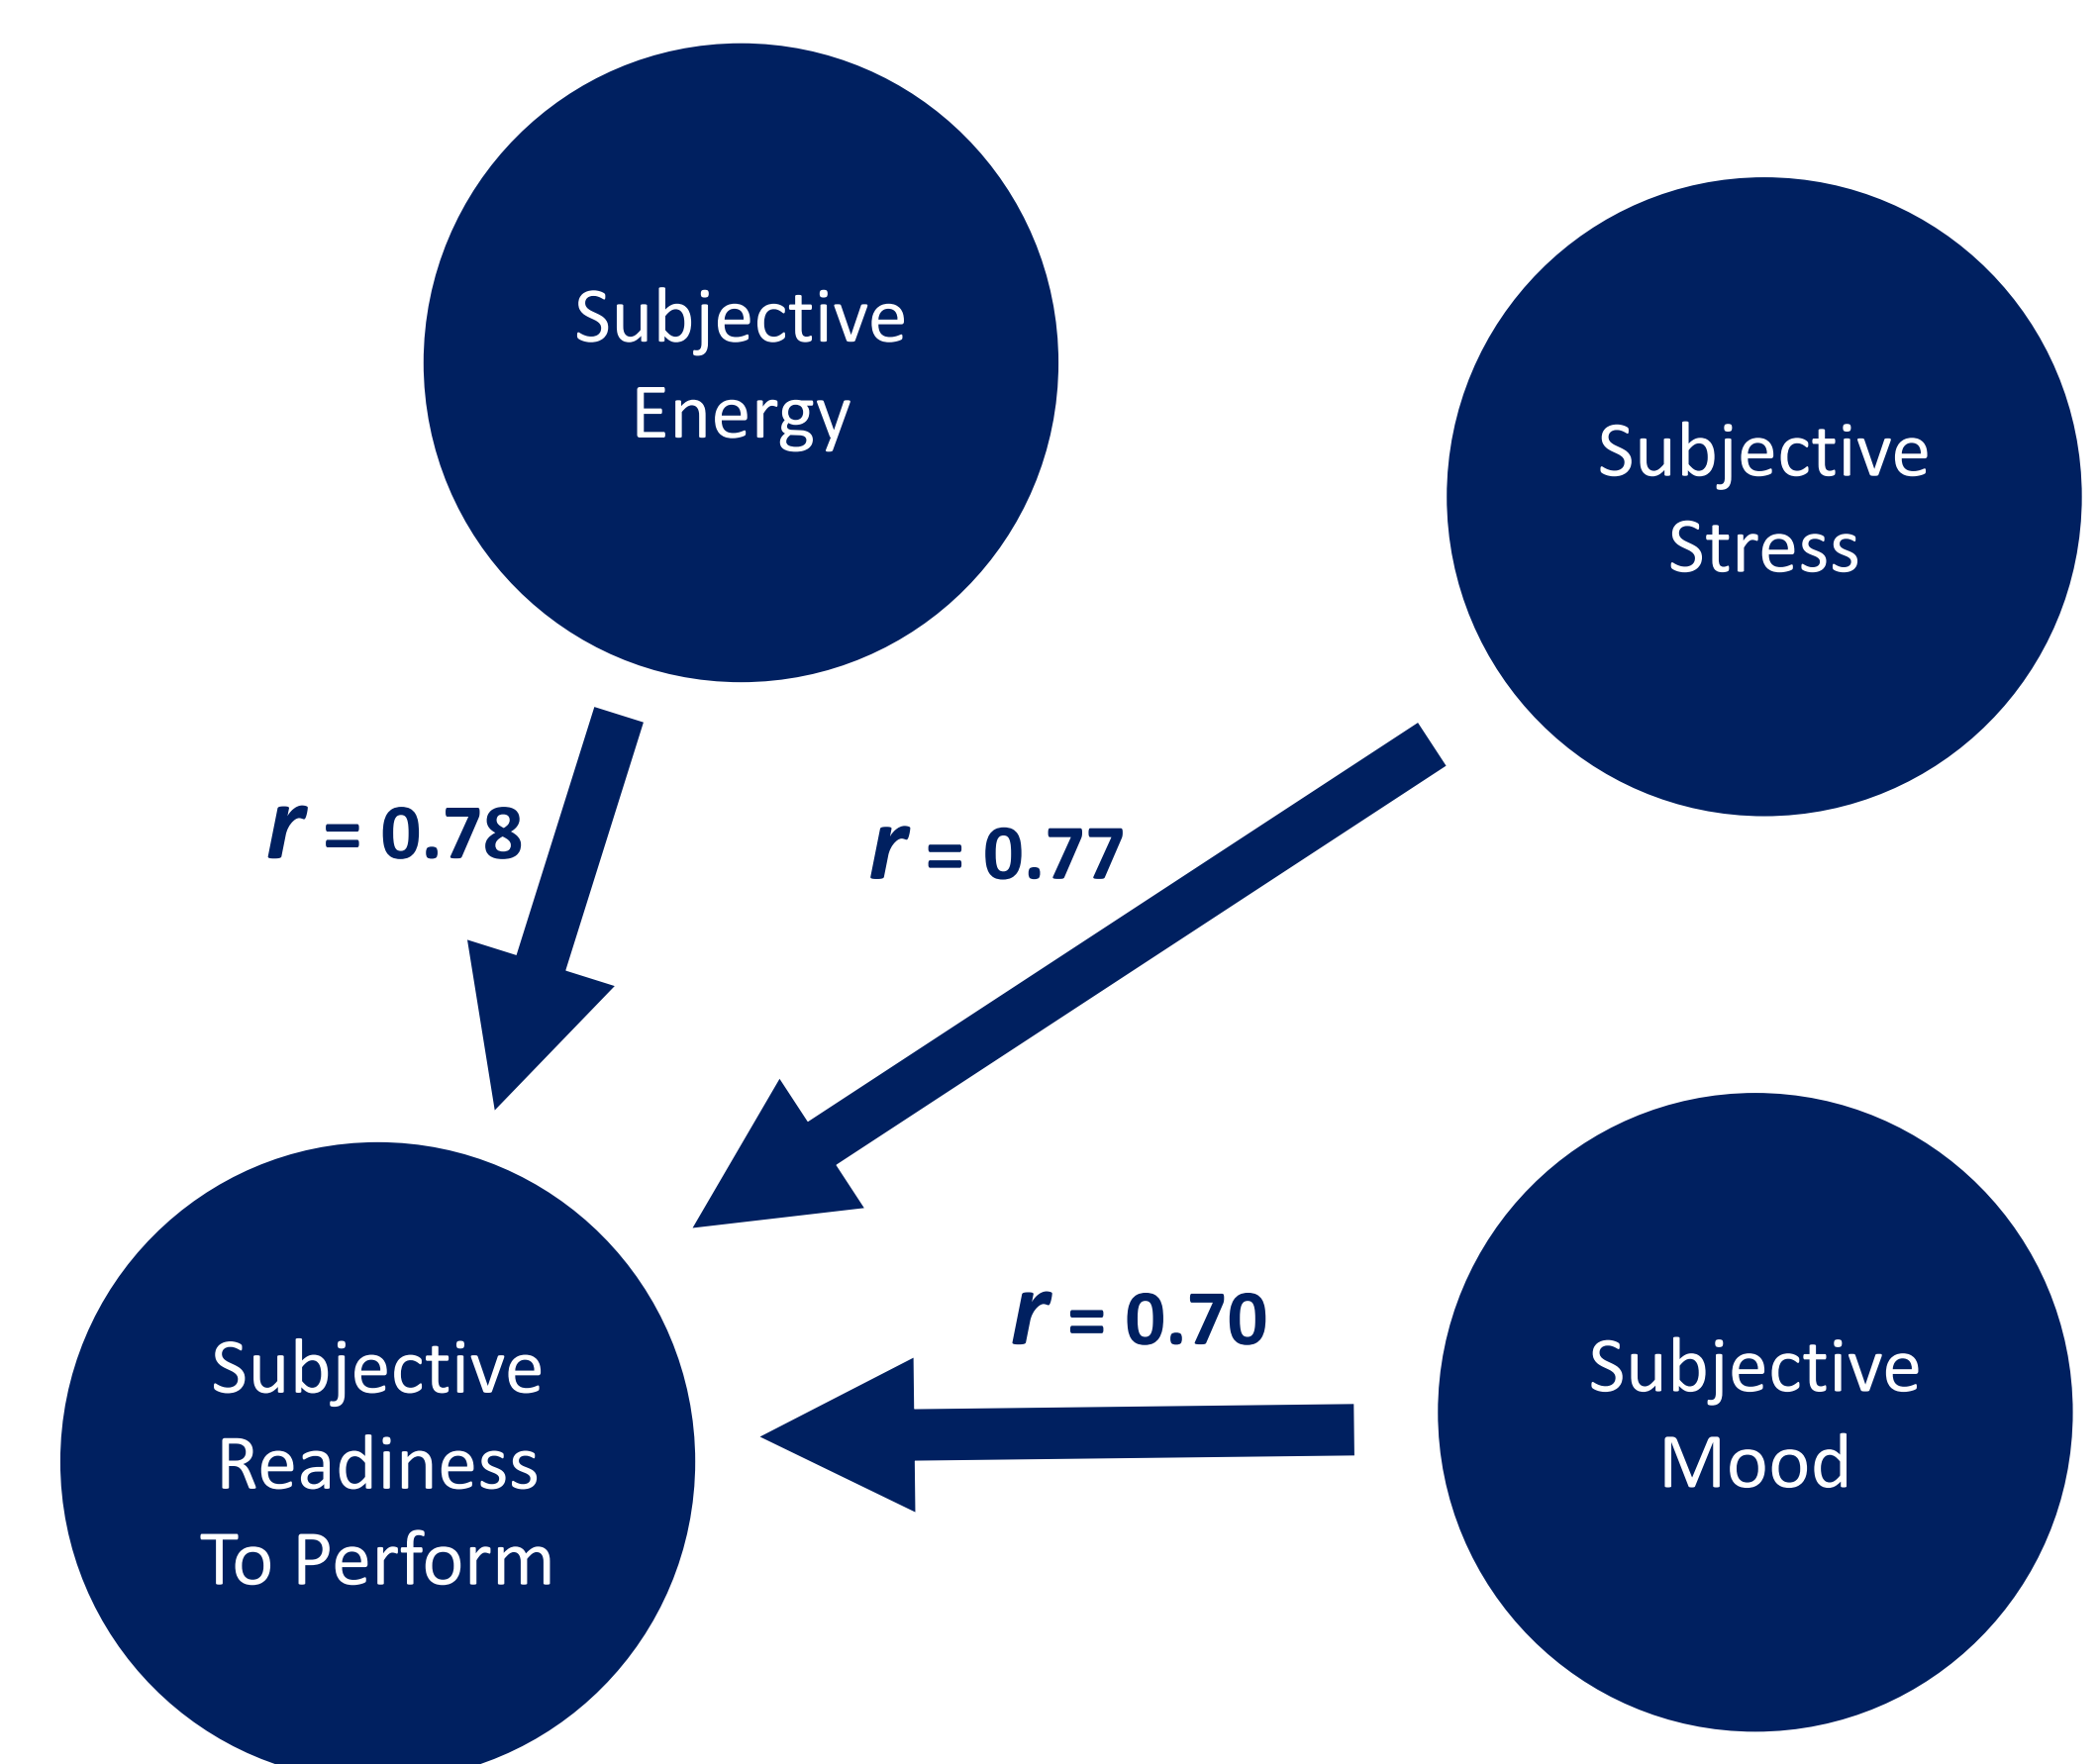 Subjective
Energy
Subjective
Stress
r = 0.78
r = 0.77
r = 0.70
Subjective
Readiness
To Perform
Subjective
Mood